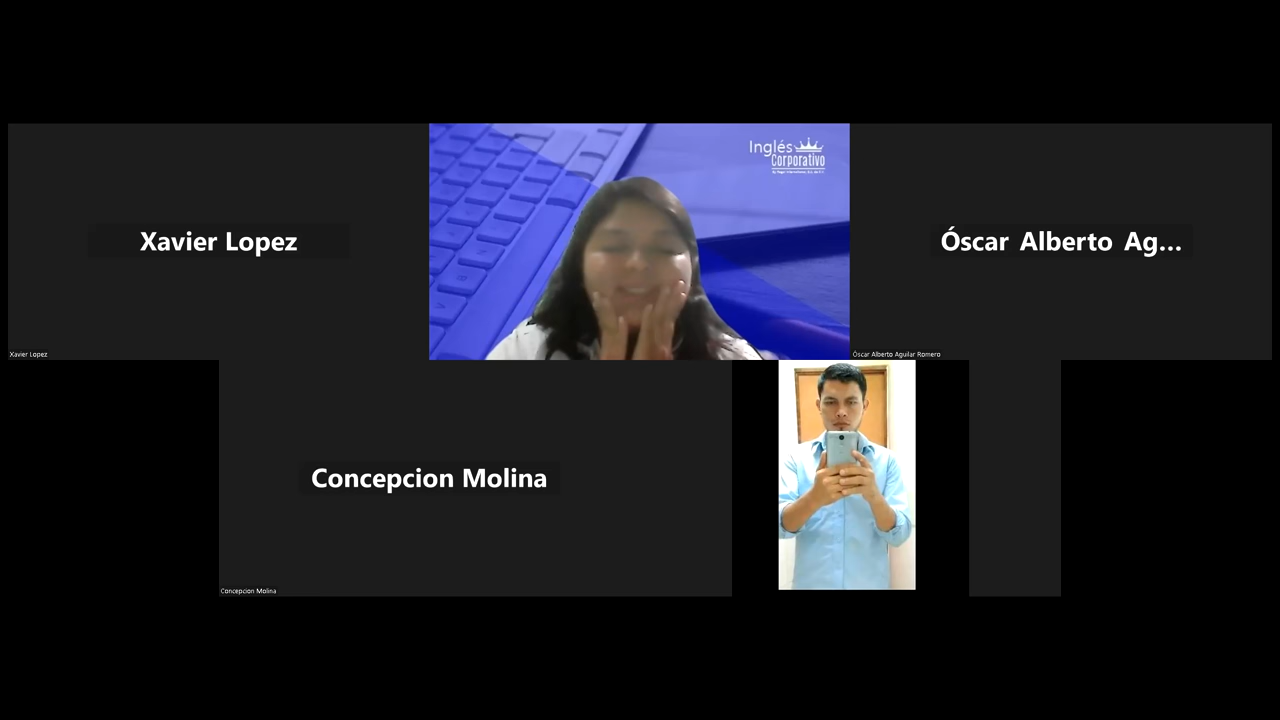 Inglés
Corporativo
Xavier Lopez
Óscar Alberto Ag...
Xavier Lopez
Óscar Alberto Aguilar Romero
Concepcion Molina
Concepcion Molina